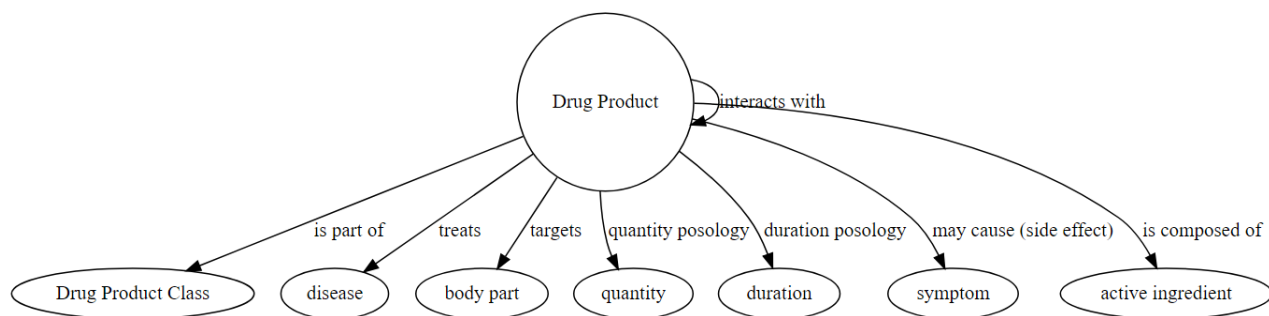 Drug Product
interacts with
is part of
treats
targets
quantity posology
duration posology
may cause (side effect)
is composed of
Drug Product Class
disease
body part
quantity
duration
symptom
active ingredient